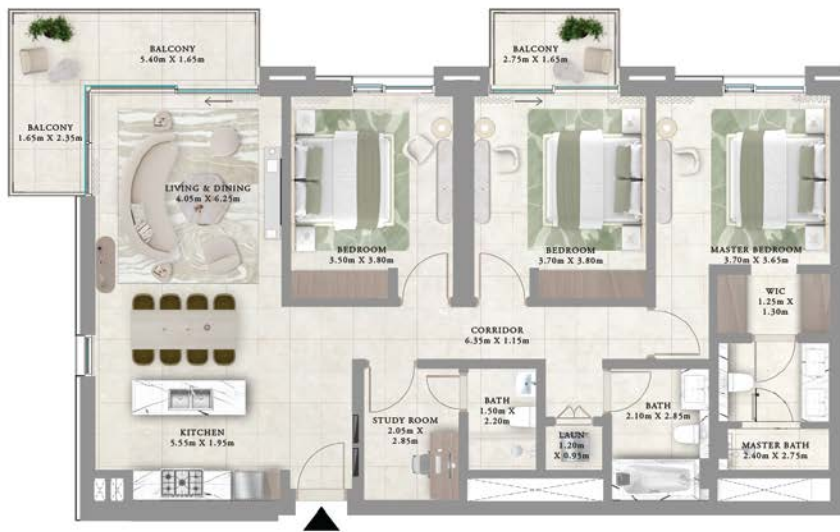 BALCONY
5.40m X 1.65m
BALCONY
2.75m X 1.65m
BALCONY
1.65m X 2.35m
LIVING & DINING
4.05m X 6.25m
BEDROOM
3.50m X 3.80m
BEDROOM
3.70m X 3.80m
MASTER BEDROOM
3.70m X 3.65m
WIC
1.25m X
1.30m
CORRIDOR
6.35m X 1.15m
STUDY ROOM
2.05m X
2.85m
BATH
1.50m X
2.20m
BATH
2.10m X 2.85m
KITCHEN
5.55m X 1.95m
LAUN
1.20m
X 0.95m
MASTER BATH
2.40m X 2.75m